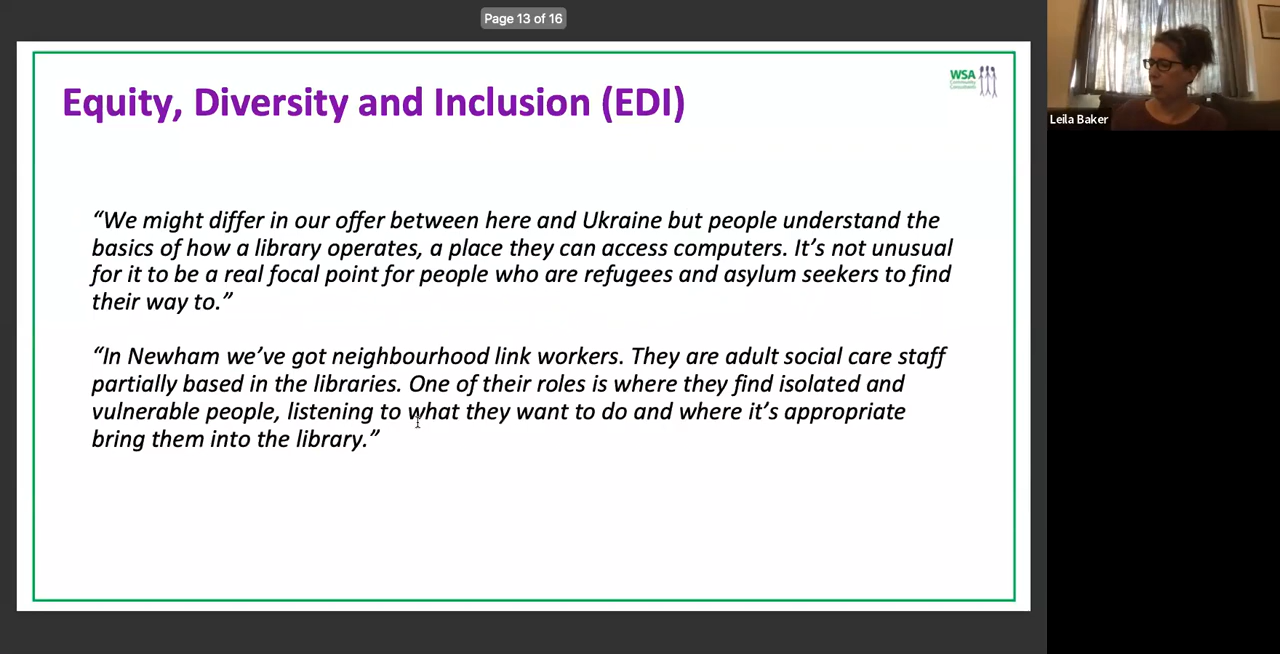 Page 13 of 16
WSA
Community
Consultants
Equity, Diversity and Inclusion (EDI)
“We might differ in our offer between here and Ukraine but people understand the
basics of how a library operates, a place they can access computers. It’s not unusual
for it to be a real focal point for people who are refugees and asylum seekers to find
their way to.”
“In Newham we’ve got neighbourhood link workers. They are adult social care staff
partially based in the libraries. One of their roles is where they find isolated and
vulnerable people, listening to what they want to do and where it’s appropriate
bring them into the library.”
Leila Baker